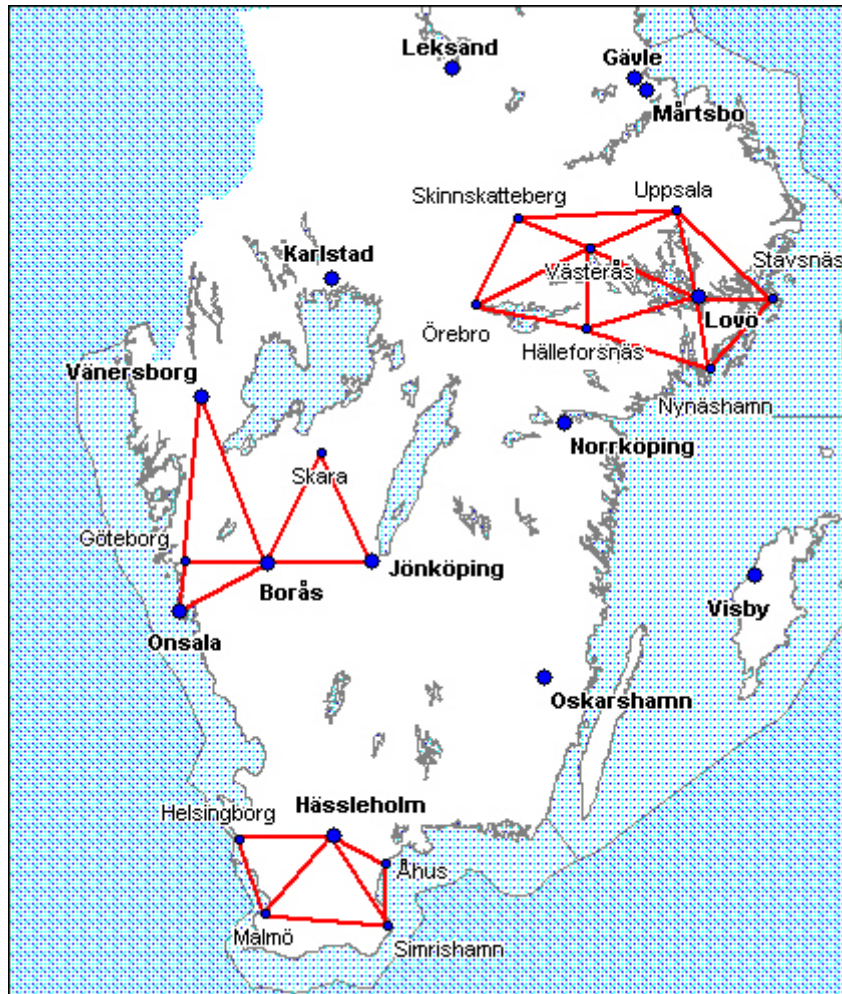 Leksand
Gävle
Mårtsbo
Skinnskatteberg
Uppsala
Karlstad
Västerås
Stavsnäs
Örebro
Lovö
Hälleforsnäs
Vänersborg
Nynäshamn
Norrköping
Skara
Göteborg
Borås
Jönköping
Visby
Onsala
Oskarshamn
Hässleholm
Helsingborg
Åhus
Malmö
Simrishamn